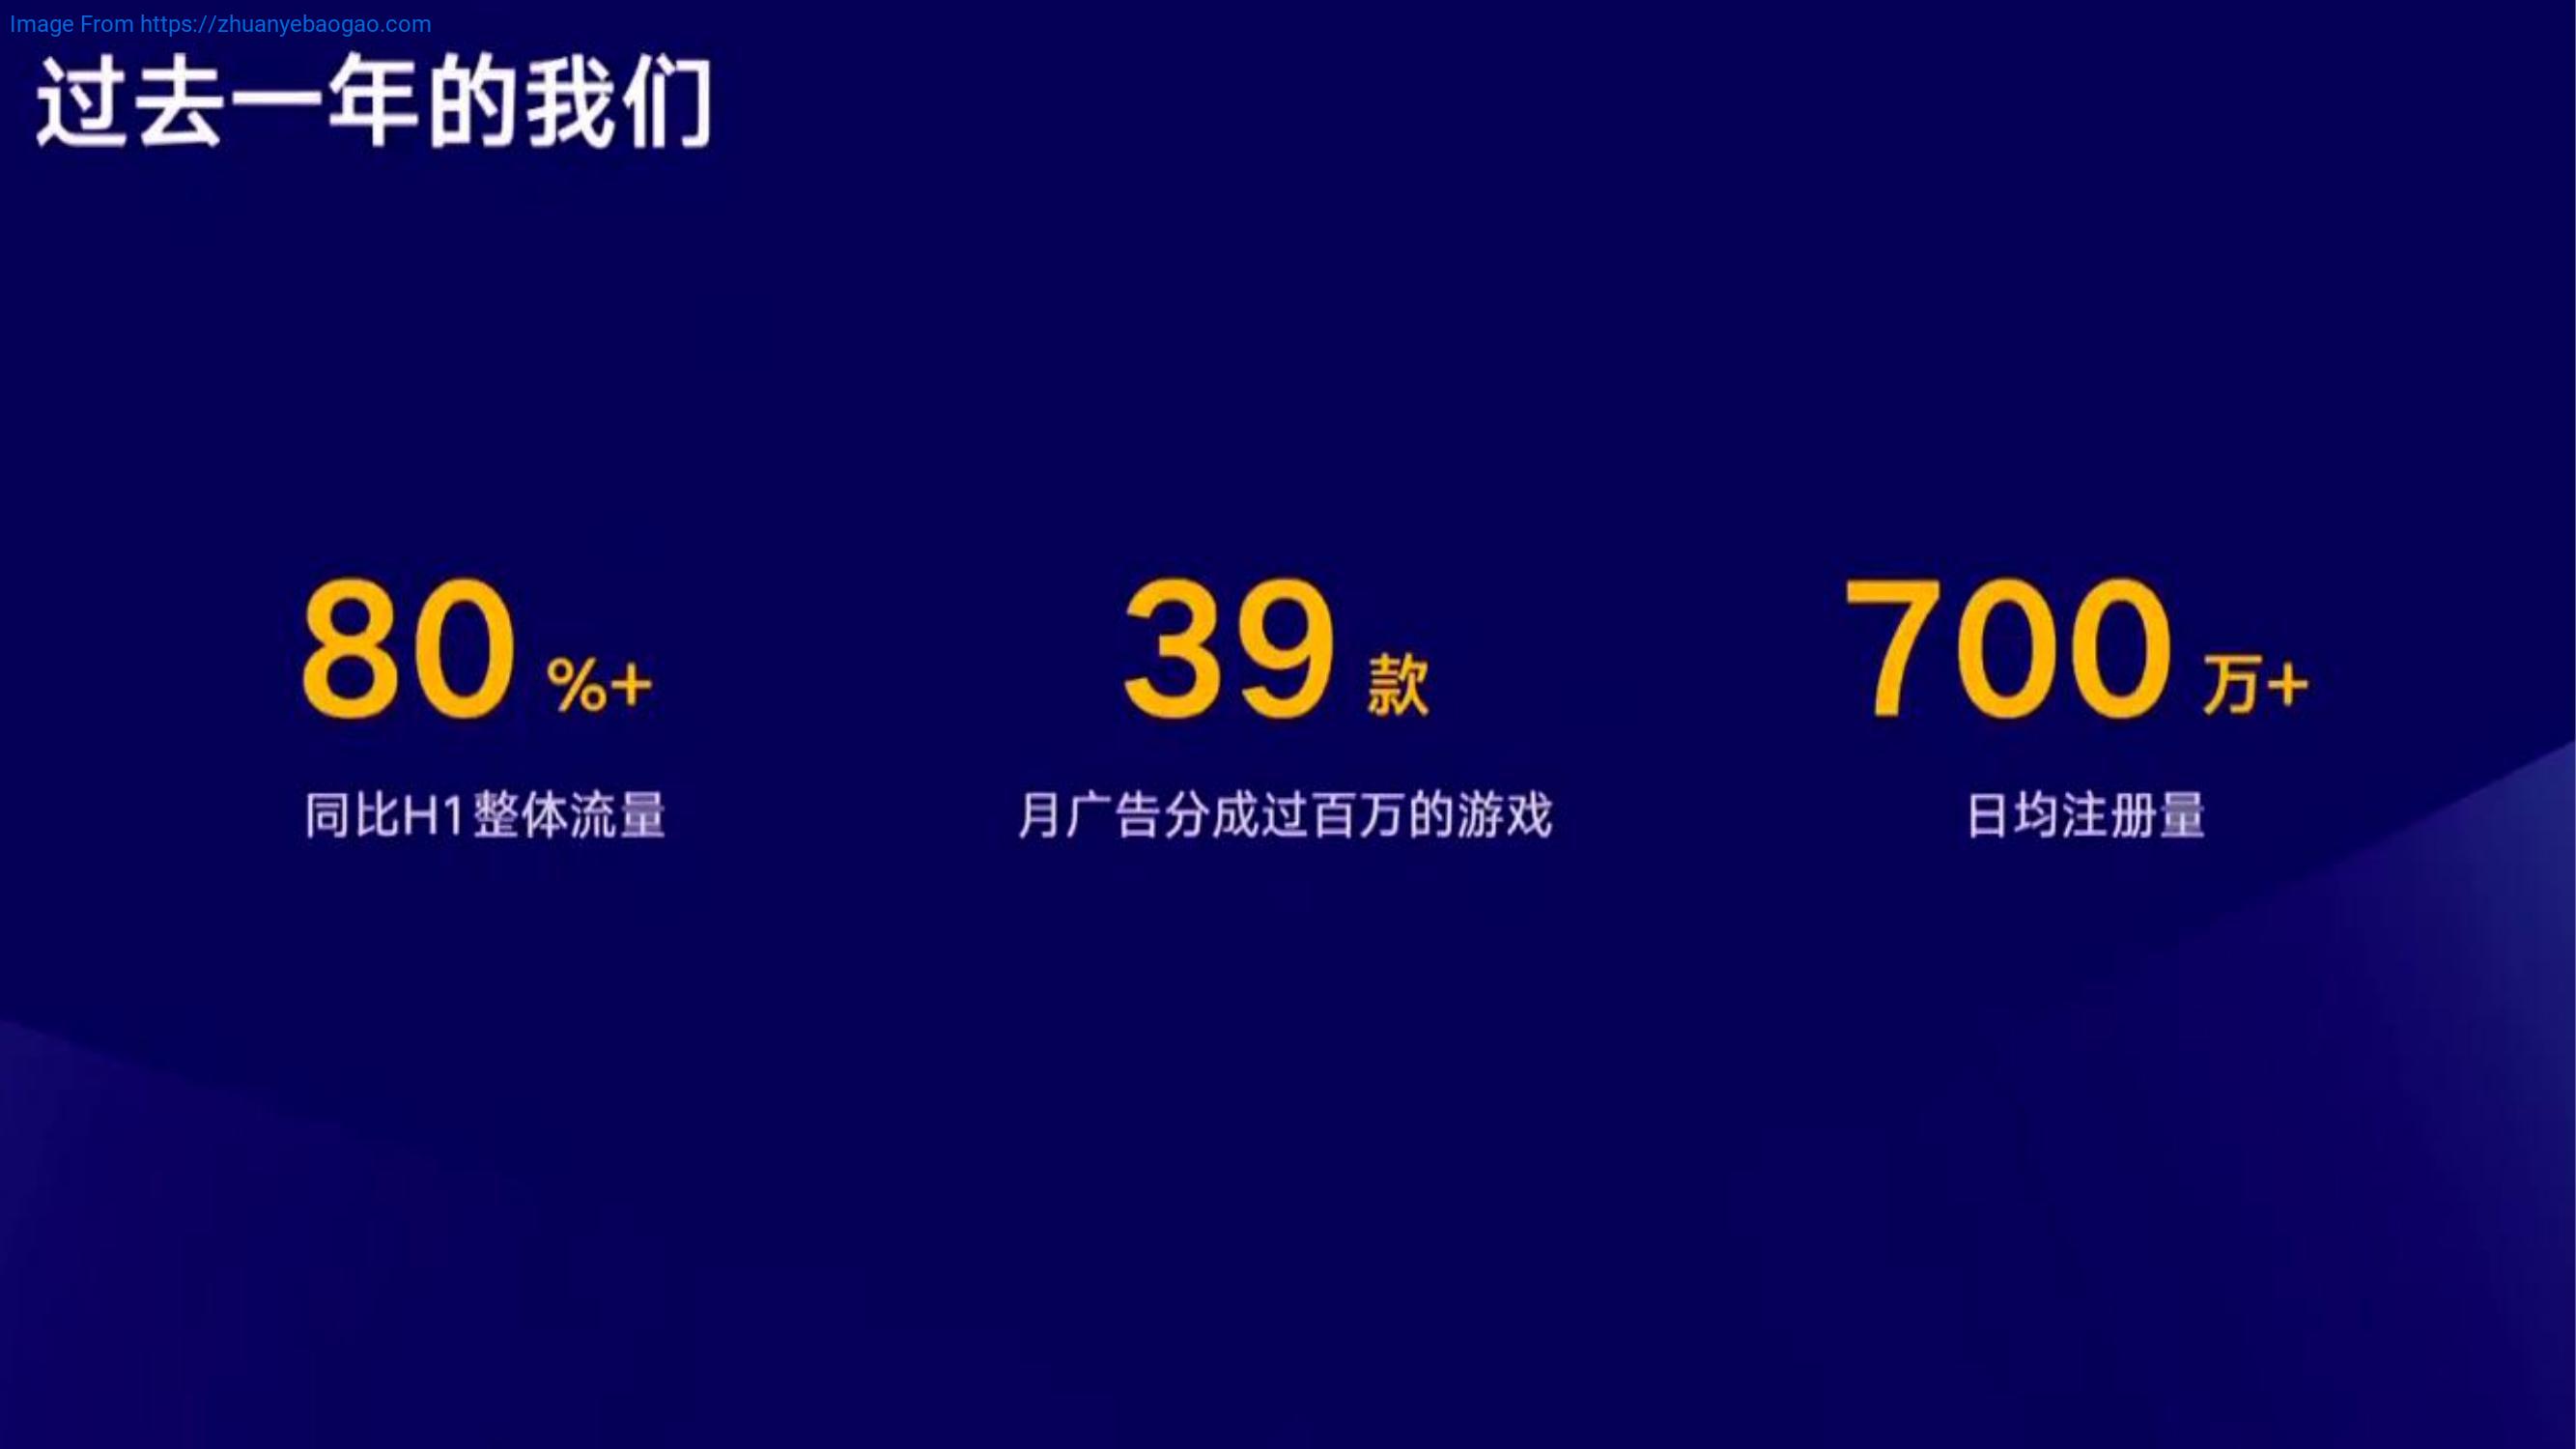 Image From https://zhuanyebaogao.com
过去一年的我们
80 %+
同比H1整体流量
39 款
月广告分成过百万的游戏
700 万+
日均注册量